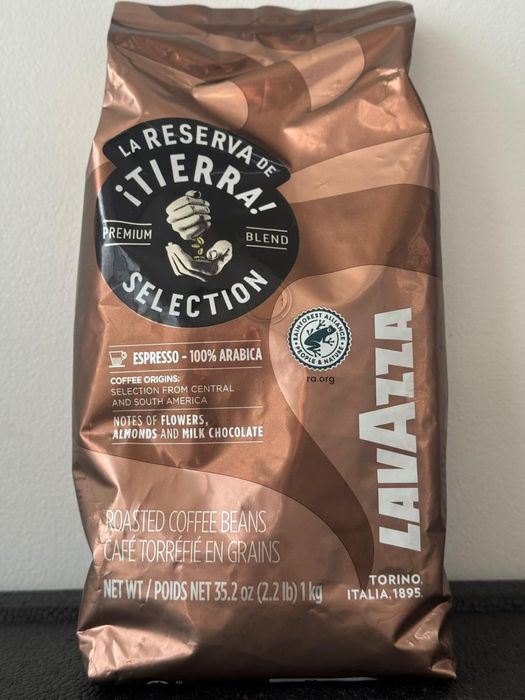 LA RESERVA DE
¡TIERRA!
PREMIUM BLEND
SELECTION
ESPRESSO - 100% ARABICA
COFFEE ORIGINS:
SELECTION FROM CENTRAL
AND SOUTH AMERICA
NOTES OF FLOWERS,
ALMONDS AND MILK CHOCOLATE
RAINFOREST ALLIANCE
PEOPLE & NATURE
ra.org
LAVAZZA
TORINO,
ITALIA, 1895.
ROASTED COFFEE BEANS
CAFÉ TORRÉFIÉ EN GRAINS
NET WT / POIDS NET 35.2 oz (2.2 lb) 1 kg